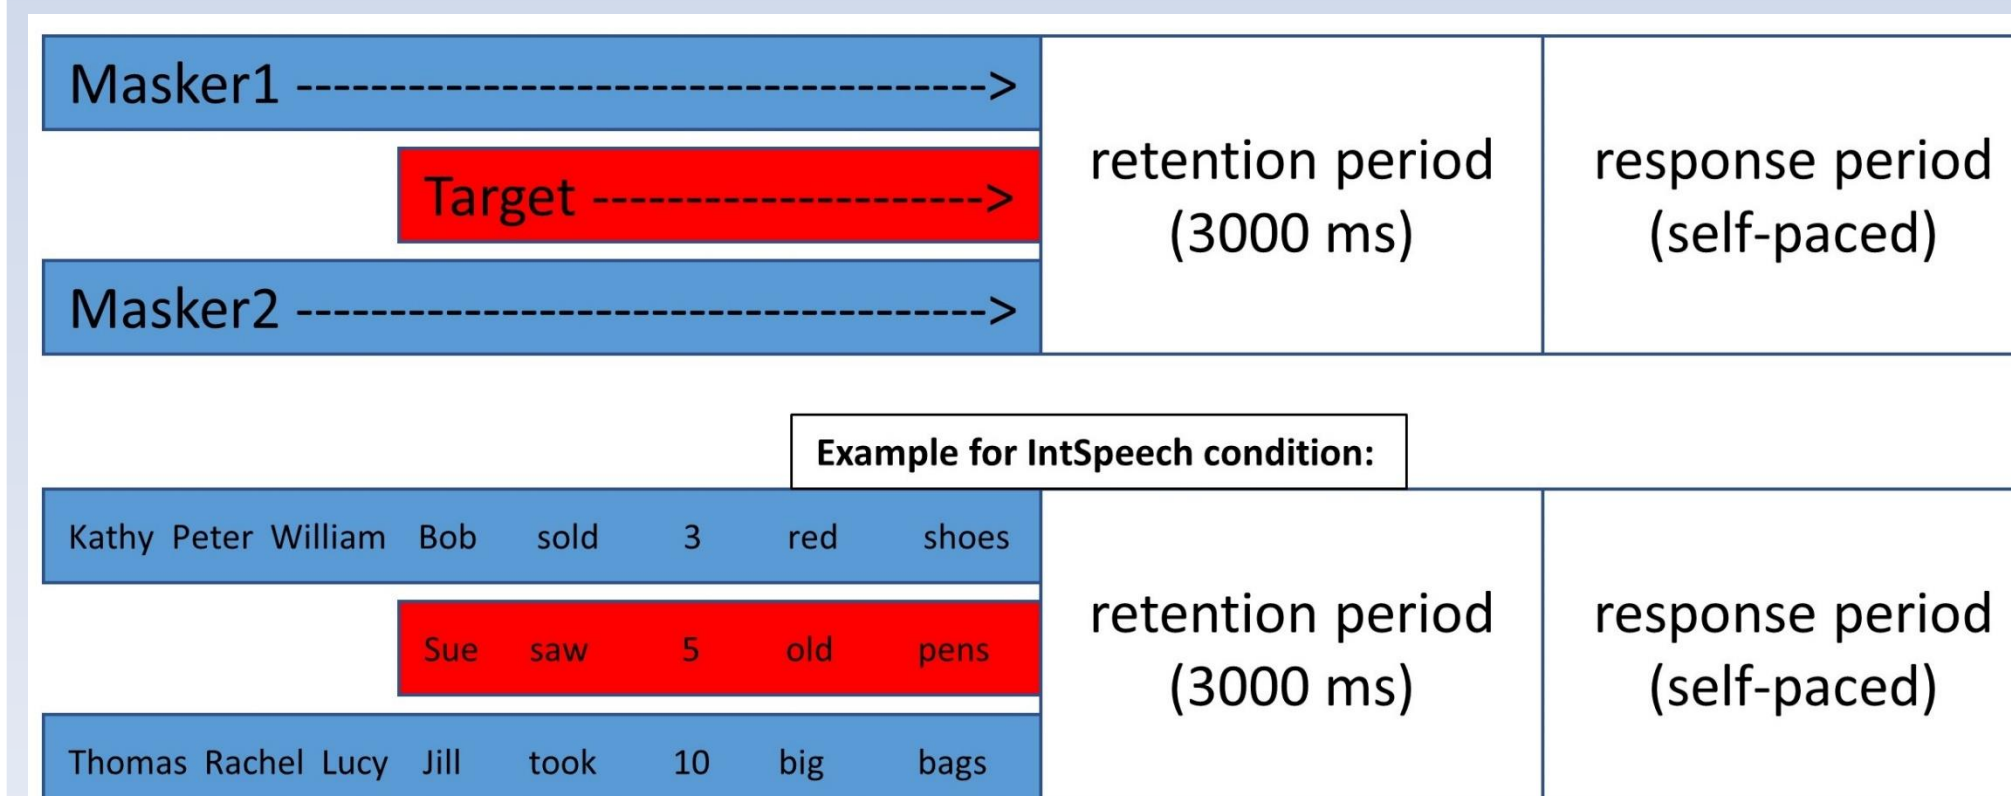 Masker1 ------------------------------------->
Target --------------------->
Masker2 ------------------------------------->
retention period
(3000 ms)
response period
(self-paced)
Example for IntSpeech condition:
Kathy Peter William Bob sold 3 red shoes
Sue saw 5 old pens
Thomas Rachel Lucy Jill took 10 big bags
retention period
(3000 ms)
response period
(self-paced)